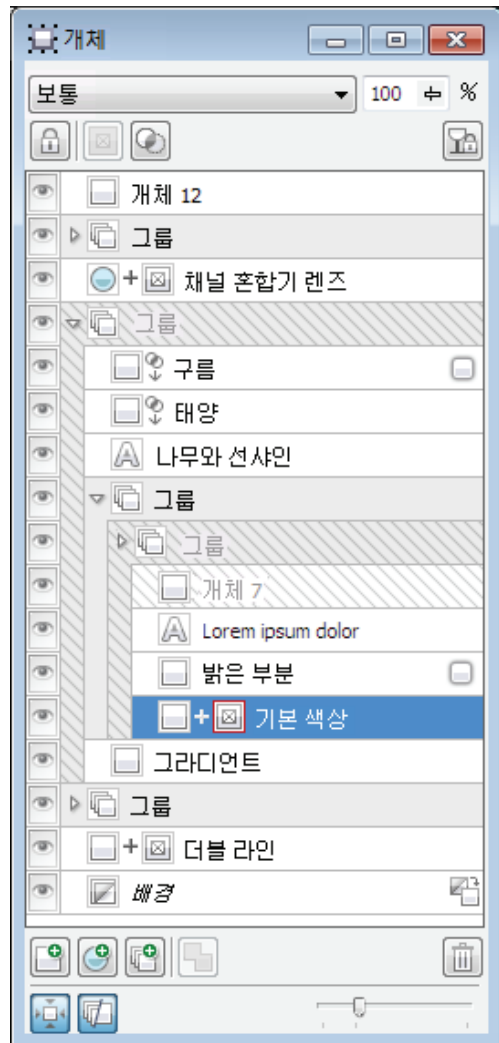 개체
보통 100 %
개체 12
그룹
채널 혼합기 렌즈
그룹
구름
태양
나무와 선샤인
그룹
그룹
개체 7
Lorem ipsum dolor
밝은 부분
기본 색상
그라디언트
그룹
더블 라인
배경